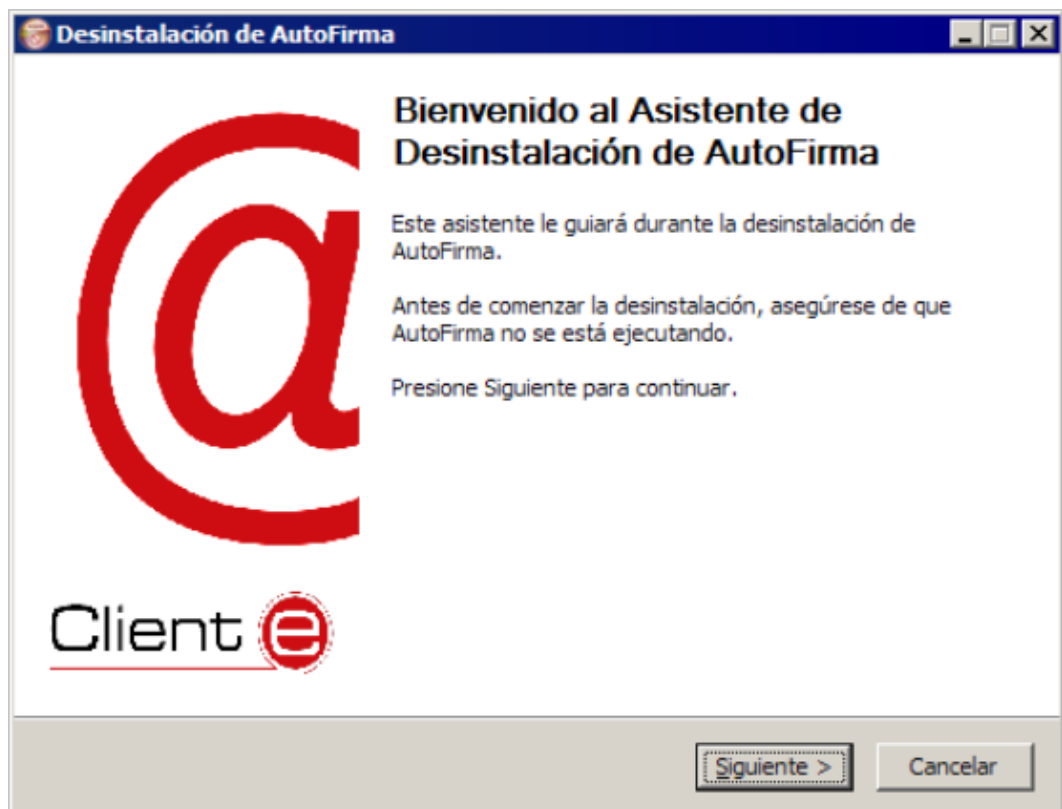 Desinstalación de AutoFirma
Bienvenido al Asistente de
Desinstalación de AutoFirma
Este asistente le guiará durante la desinstalación de
AutoFirma.
Antes de comenzar la desinstalación, asegúrese de que
AutoFirma no se está ejecutando.
Presione Siguiente para continuar.
@
Client e
Siguiente >
Cancelar